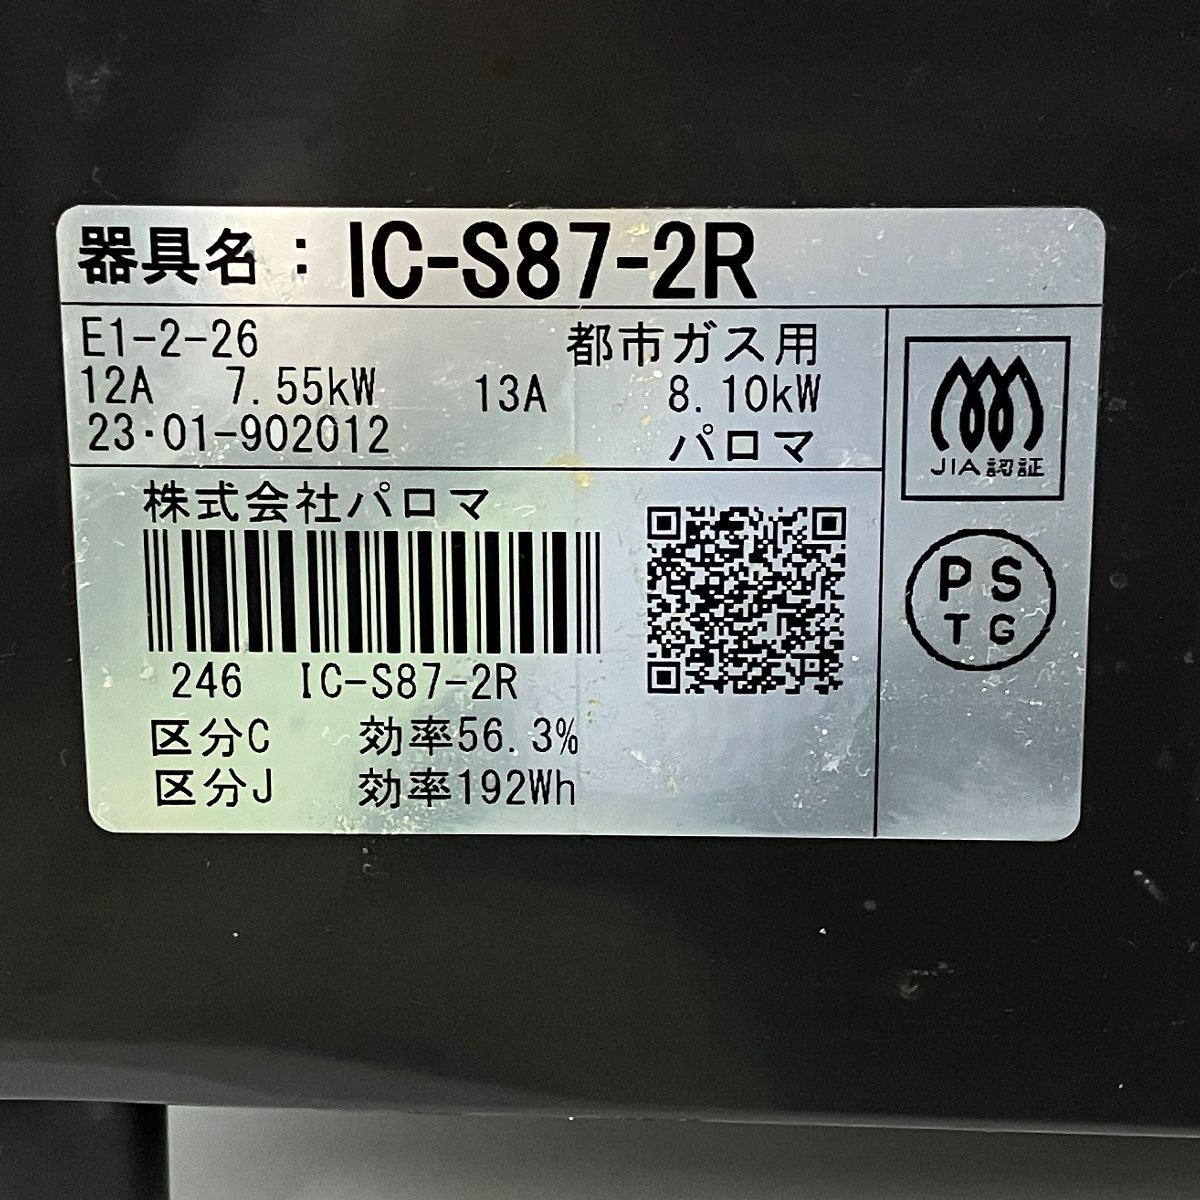 器具名：IC-S87-2R
E1-2-26 都市ガス用
12A 7.55kW 13A 8.10kW
23·01-902012 パロマ
JIA認証
株式会社パロマ
PS
TG
246 IC-S87-2R
区分C 効率56.3%
区分J 効率192Wh